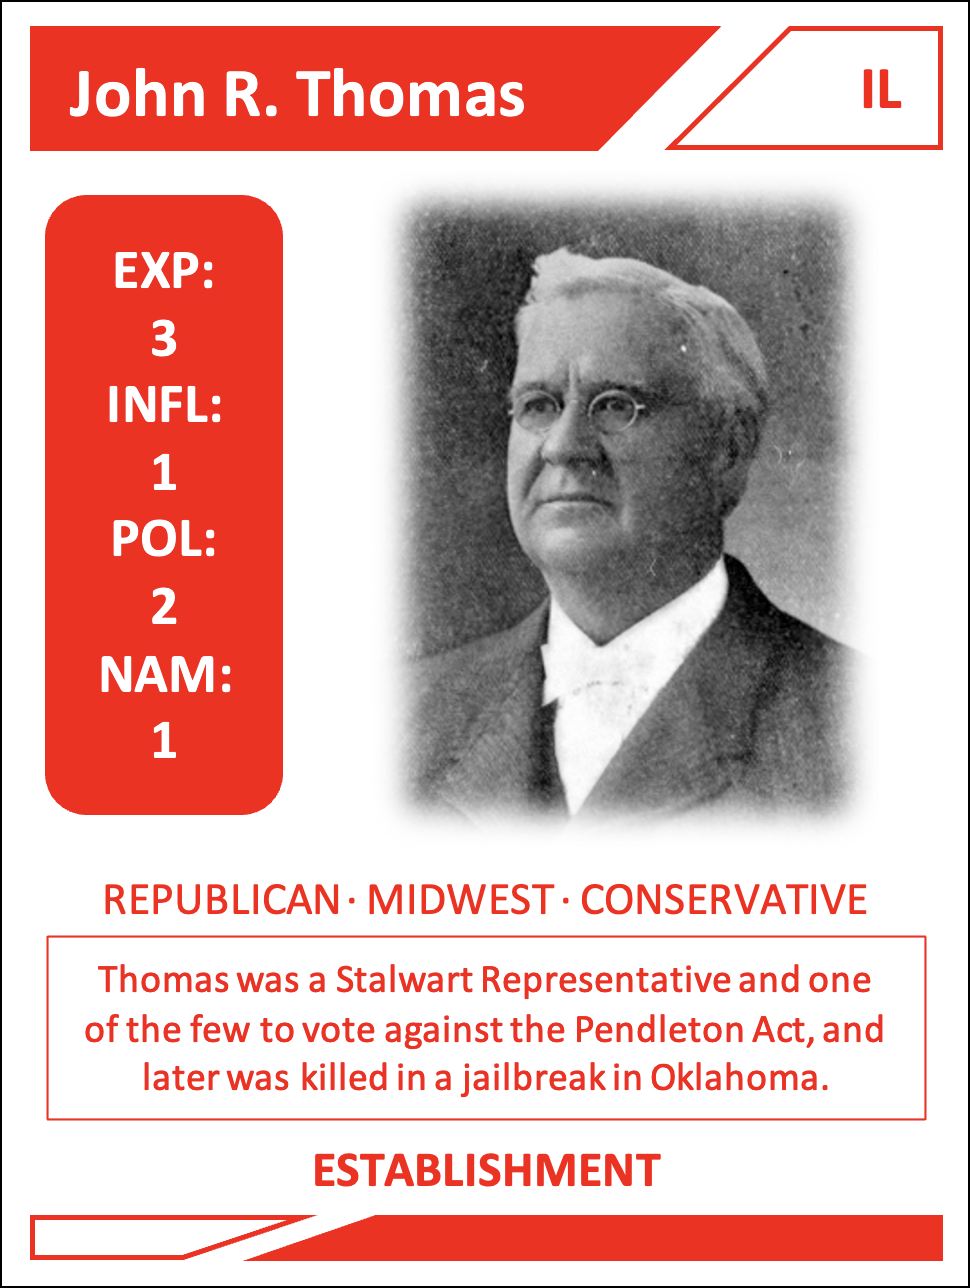 John R. Thomas
IL
EXP:
3
INFL:
1
POL:
2
NAM:
1
REPUBLICAN · MIDWEST · CONSERVATIVE
Thomas was a Stalwart Representative and one
of the few to vote against the Pendleton Act, and
later was killed in a jailbreak in Oklahoma.
ESTABLISHMENT